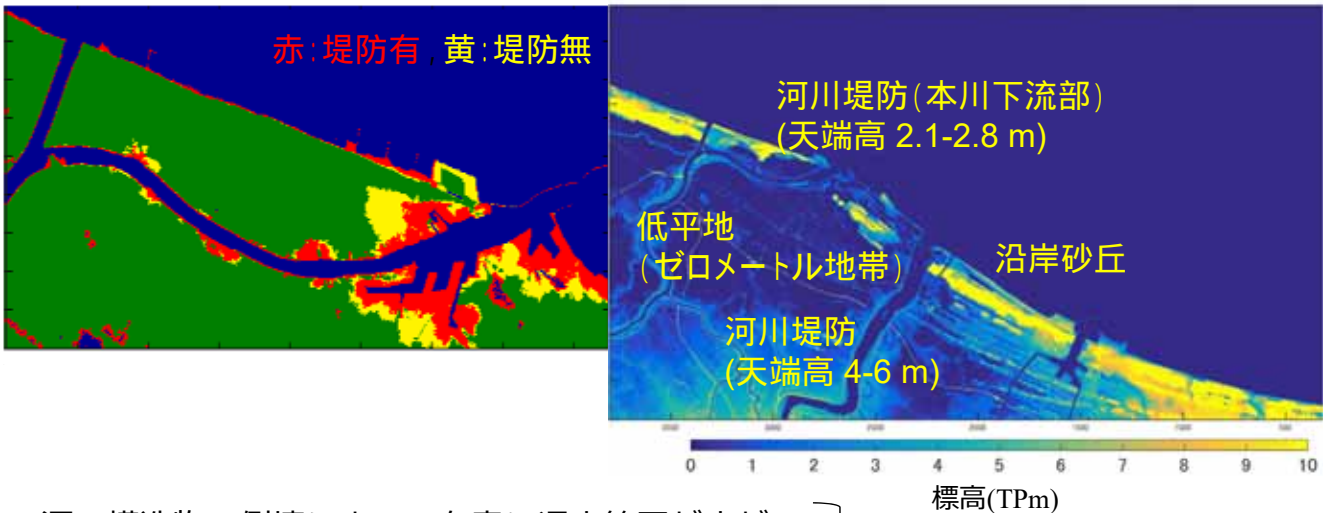 赤:堤防有,黄:堤防無
河川堤防(本川下流部)
(天端高 2.1-2.8 m)
低平地
(ゼロメートル地帯)
沿岸砂丘
河川堤防
(天端高 4-6 m)
0 1 2 3 4 5 6 7 8 9 10
標高(TPm)